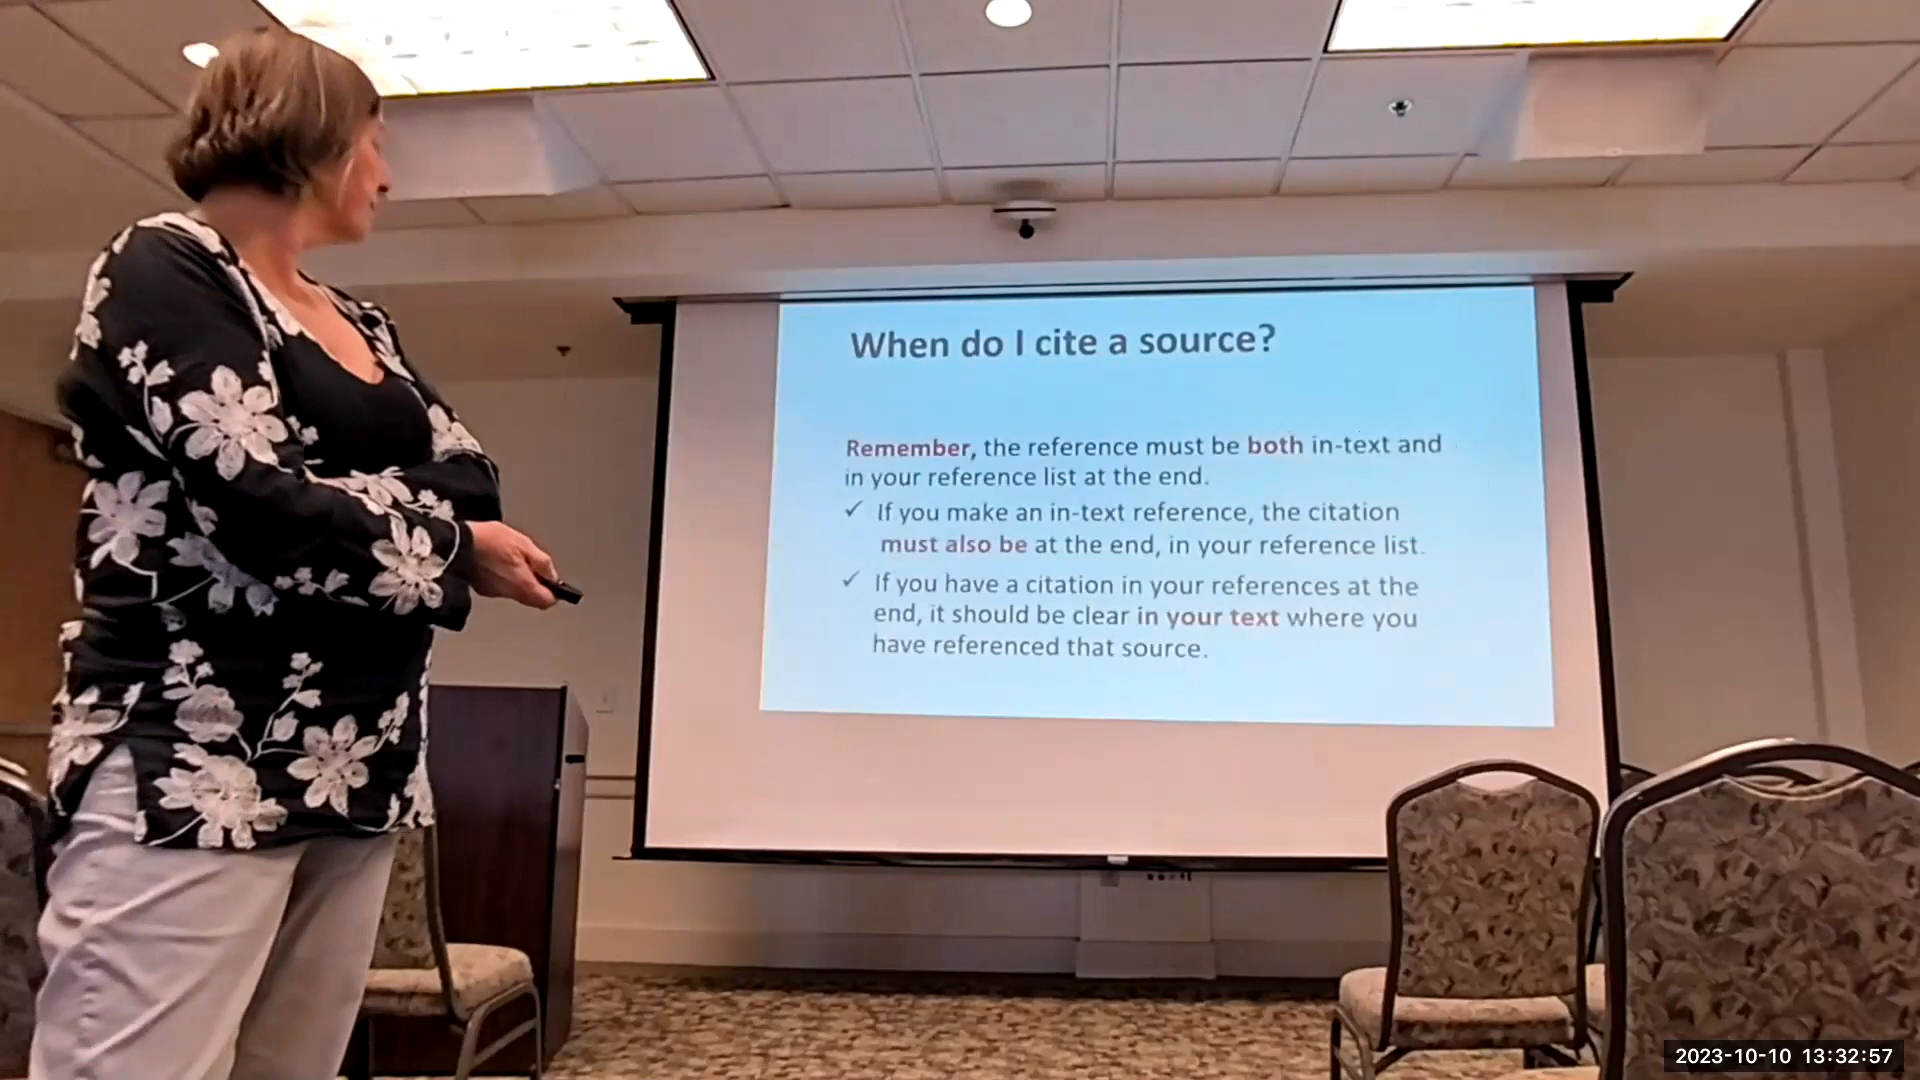 When do I cite a source?
Remember, the reference must be both in-text and
in your reference list at the end.
✓ If you make an in-text reference, the citation
must also be at the end, in your reference list.
✓ If you have a citation in your references at the
end, it should be clear in your text where you
have referenced that source.
2023-10-10 13:32:57